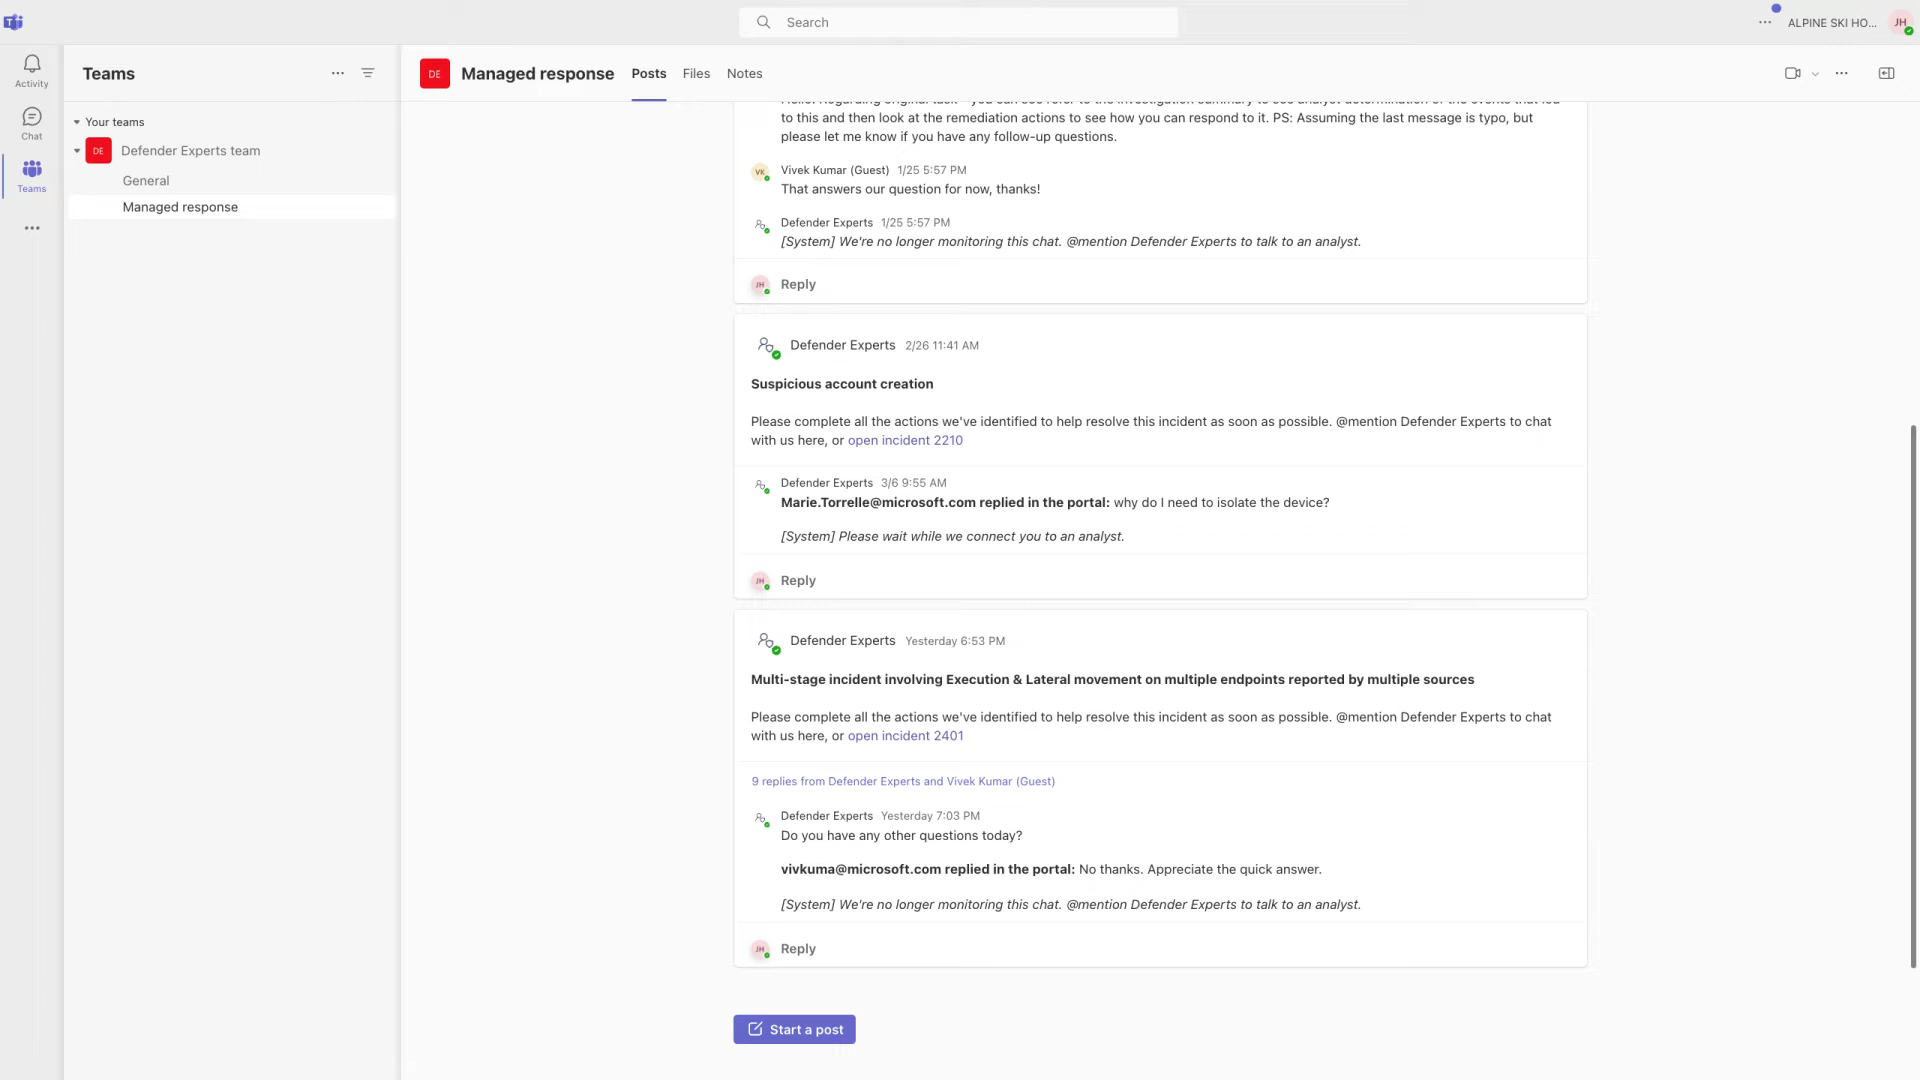 Search
ALPINE SKI HO...
JH
Activity
Chat
Teams
Teams
Your teams
DE
Defender Experts team
General
Managed response
DE
Managed response
Posts
Files
Notes
to this and then look at the remediation actions to see how you can respond to it. PS: Assuming the last message is typo, but
please let me know if you have any follow-up questions.
VK
Vivek Kumar (Guest) 1/25 5:57 PM
That answers our question for now, thanks!
Defender Experts 1/25 5:57 PM
[System] We're no longer monitoring this chat. @mention Defender Experts to talk to an analyst.
JH
Reply
Defender Experts 2/26 11:41 AM
Suspicious account creation
Please complete all the actions we've identified to help resolve this incident as soon as possible. @mention Defender Experts to chat
with us here, or open incident 2210
Defender Experts 3/6 9:55 AM
Marie.Torrelle@microsoft.com replied in the portal: why do I need to isolate the device?
[System] Please wait while we connect you to an analyst.
JH
Reply
Defender Experts Yesterday 6:53 PM
Multi-stage incident involving Execution & Lateral movement on multiple endpoints reported by multiple sources
Please complete all the actions we've identified to help resolve this incident as soon as possible. @mention Defender Experts to chat
with us here, or open incident 2401
9 replies from Defender Experts and Vivek Kumar (Guest)
Defender Experts Yesterday 7:03 PM
Do you have any other questions today?
vivkuma@microsoft.com replied in the portal: No thanks. Appreciate the quick answer.
[System] We're no longer monitoring this chat. @mention Defender Experts to talk to an analyst.
JH
Reply
Start a post